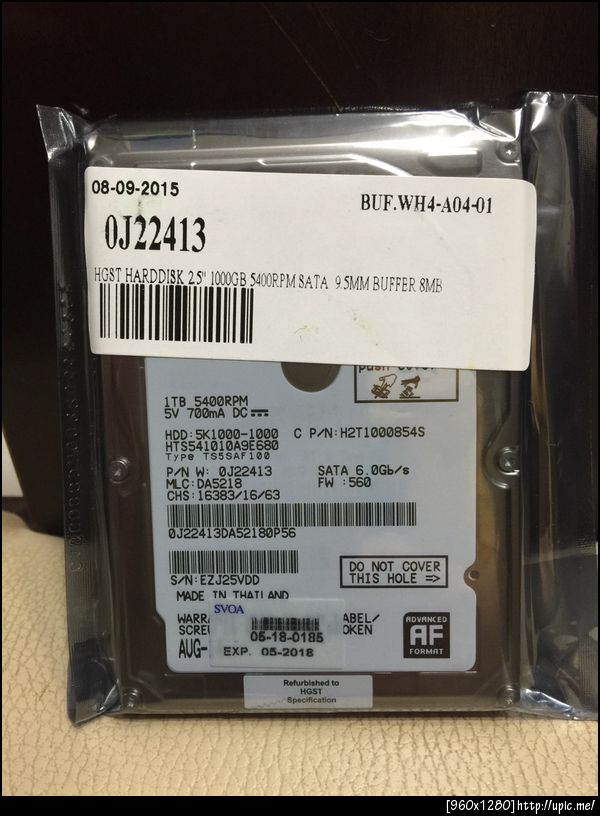 08-09-2015
BUF.WH4-A04-01
0J22413
HGST HARDDISK 2.5" 1000GB 5400RPM SATA 9.5MM BUFFER 8MB
push cover
1TB 5400RPM
5V 700mA DC
HDD:5K1000-1000 C P/N:H2T1000854S
HTS541010A9E680
Type TS5SAF100
P/N W: 0J22413 SATA 6.0Gb/s
MLC:DA5218 FW :560
CHS:16383/16/63
0J22413DA52180P56
DO NOT COVER
THIS HOLE =>
S/N:EZJ25VDD
MADE IN THAILAND
SVOA
05-18-0185
EXP. 05-2018
AUG-
ADVANCED
AF
FORMAT
Refurbished to
HGST
Specification
[960x1280]http://upic.me/